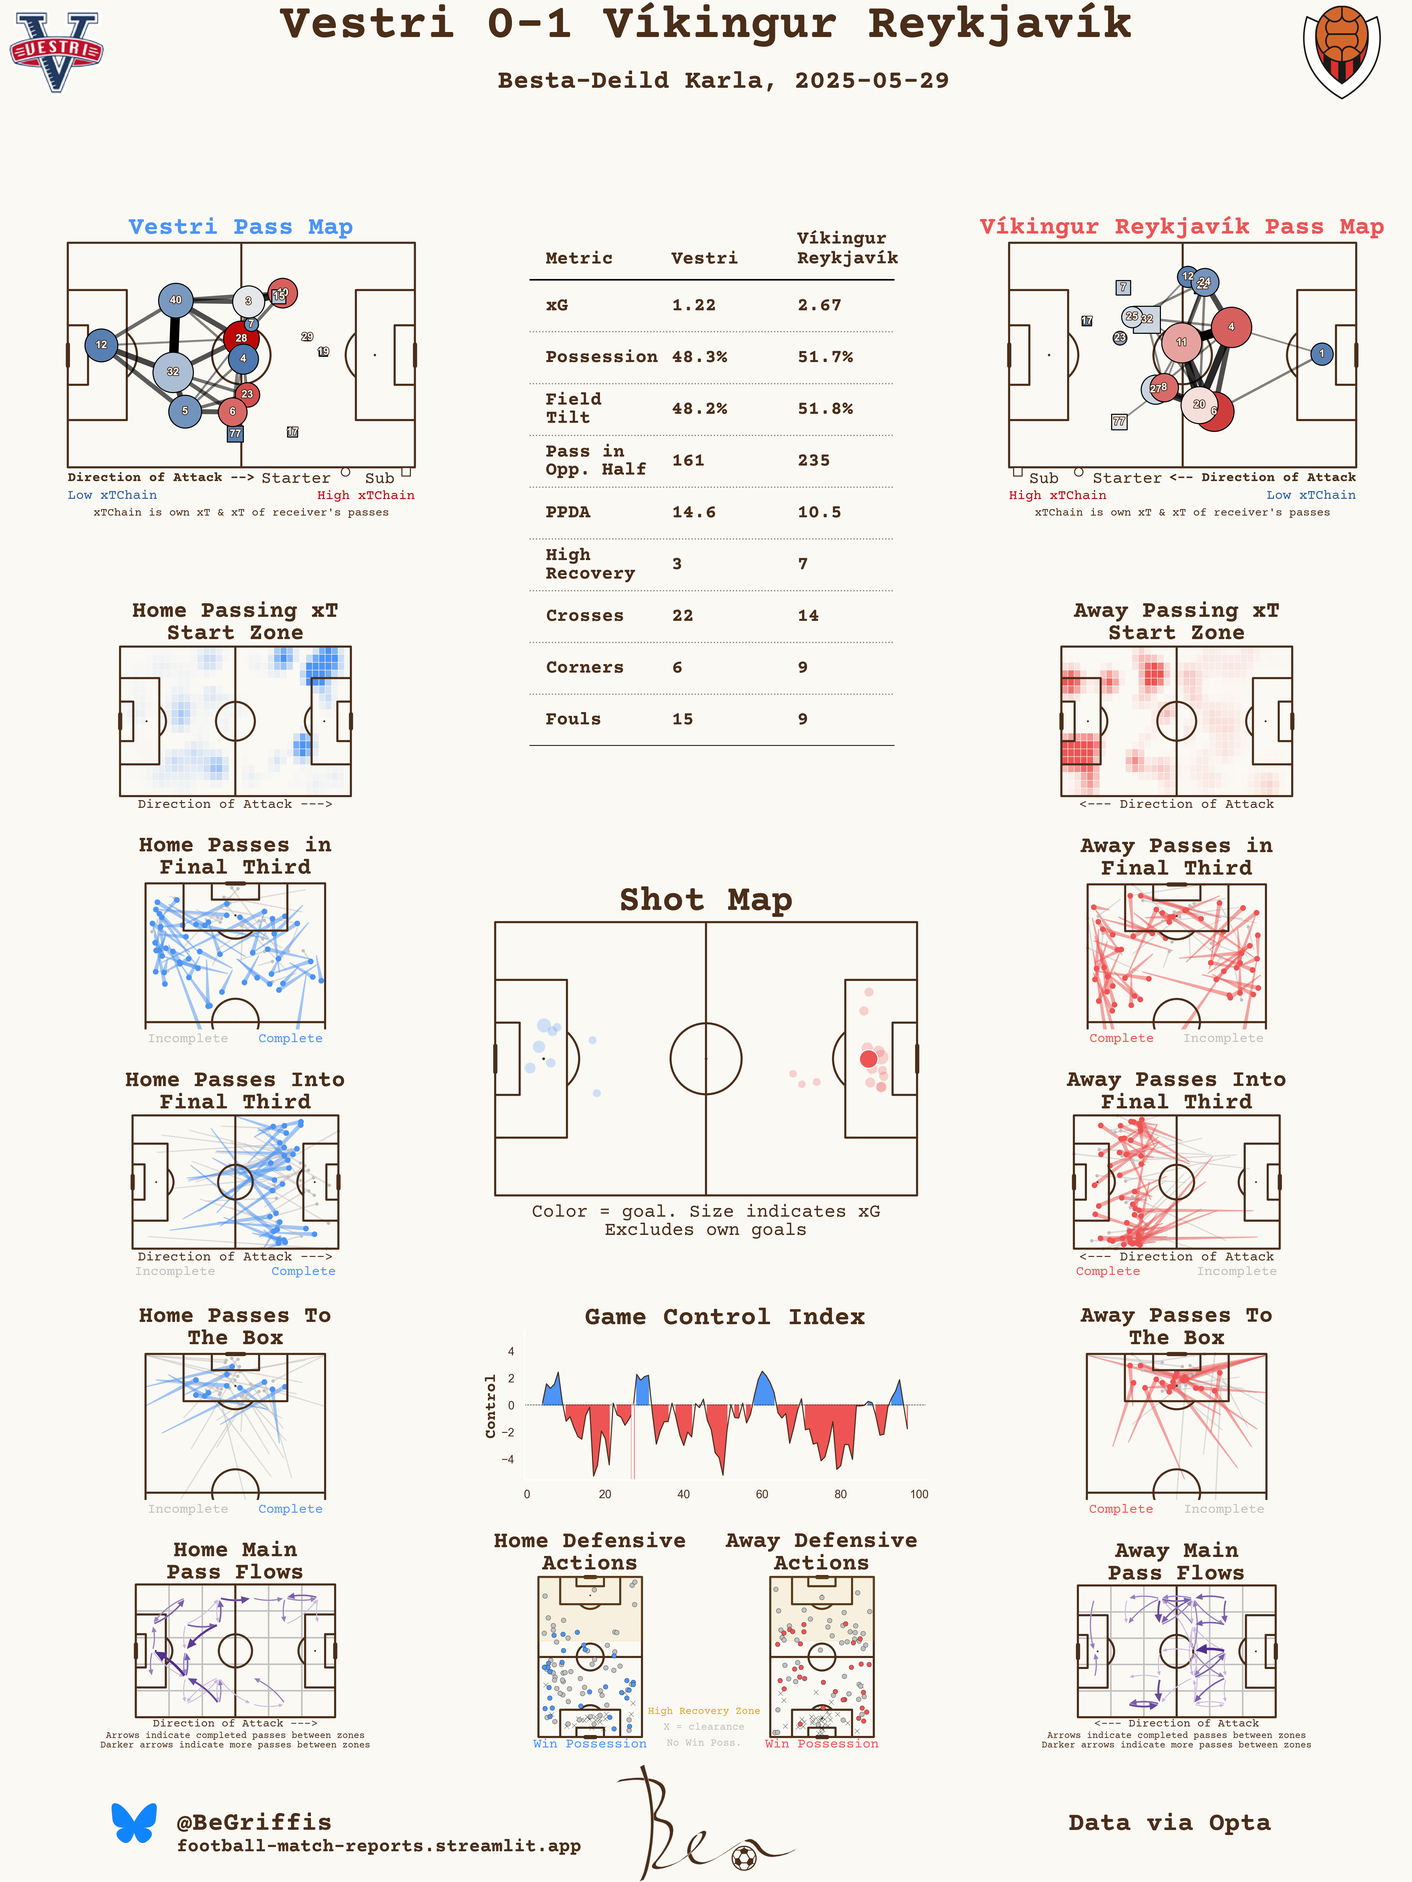 Vestri 0-1 Víkingur Reykjavík
Besta-Deild Karla, 2025-05-29
VESTRI
Vestri Pass Map
40
3
15
7
12
28
29
4
19
32
23
5
6
77
17
Direction of Attack --> Starter Sub
Low xTChain High xTChain
xTChain is own xT & xT of receiver's passes
Metric Vestri Víkingur Reykjavík
xG 1.22 2.67
Possession 48.3% 51.7%
Field Tilt 48.2% 51.8%
Pass in Opp. Half 161 235
PPDA 14.6 10.5
High Recovery 3 7
Crosses 22 14
Corners 6 9
Fouls 15 9
Víkingur Reykjavík Pass Map
12
24
7
17
25
32
4
23
11
1
27
8
20
6
77
Sub Starter <-- Direction of Attack
High xTChain Low xTChain
xTChain is own xT & xT of receiver's passes
Home Passing xT
Start Zone
Direction of Attack --->
Away Passing xT
Start Zone
<--- Direction of Attack
Home Passes in
Final Third
Incomplete Complete
Away Passes in
Final Third
Complete Incomplete
Shot Map
Color = goal. Size indicates xG
Excludes own goals
Home Passes Into
Final Third
Direction of Attack --->
Incomplete Complete
Away Passes Into
Final Third
<--- Direction of Attack
Complete Incomplete
Home Passes To
The Box
Incomplete Complete
Game Control Index
Control
4
2
0
−2
−4
0 20 40 60 80 100
Away Passes To
The Box
Complete Incomplete
Home Main
Pass Flows
Direction of Attack --->
Arrows indicate completed passes between zones
Darker arrows indicate more passes between zones
Home Defensive
Actions
Win Possession
Away Defensive
Actions
Win Possession
High Recovery Zone
X = clearance
No Win Poss.
Away Main
Pass Flows
<--- Direction of Attack
Arrows indicate completed passes between zones
Darker arrows indicate more passes between zones
@BeGriffis
football-match-reports.streamlit.app
Ben
Data via Opta